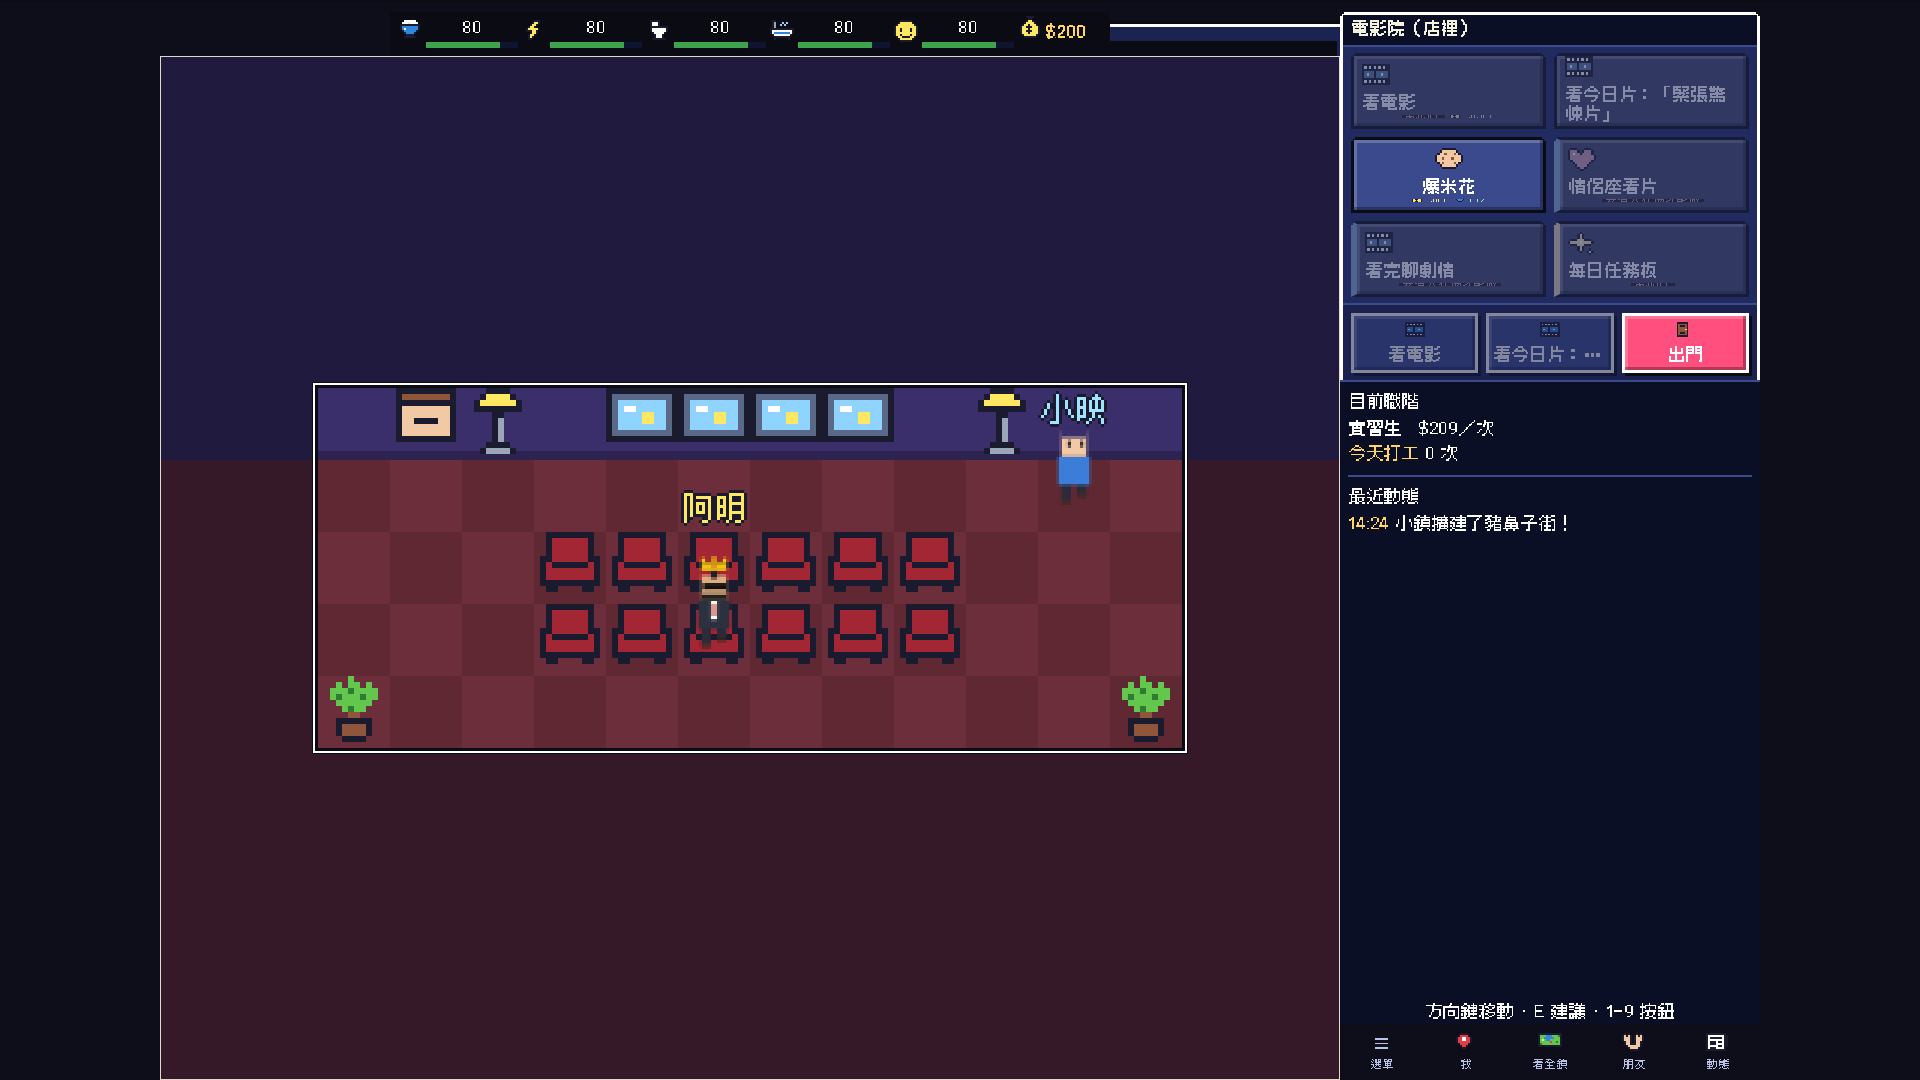 80 80 80 80 80 $200
電影院（店裡）
看電影
看今日片：「緊張驚悚片」
爆米花
情侶座看片
看完聊劇情
每日任務板
看電影
看今日片：…
出門
小映
阿明
目前職階
實習生 $209／次
今天打工 0 次
最近動態
14:24 小鎮擴建了豬鼻子街！
方向鍵移動 · E 建議 · 1-9 按鈕
選單
我
看全鎮
朋友
動態